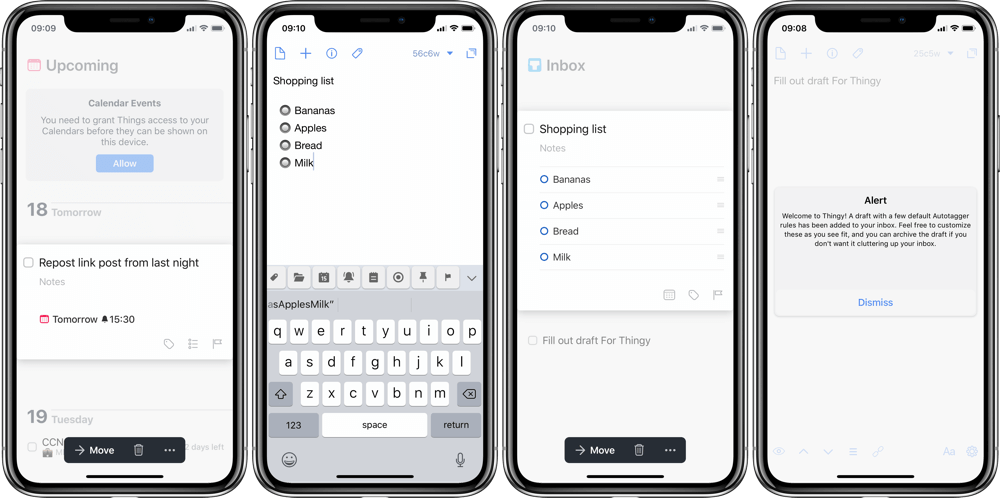 09:09
Upcoming
Calendar Events
You need to grant Things access to your
Calendars before they can be shown on
this device.
Allow
18 Tomorrow
Repost link post from last night
Notes
Tomorrow 15:30
19 Tuesday
CCN
days left
Move
09:10
56c6w
Shopping list
Bananas
Apples
Bread
Milk
15
asApplesMilk”
q w e r t y u i o p
a s d f g h j k l
z x c v b n m
123 space return
09:10
Inbox
Shopping list
Notes
Bananas
Apples
Bread
Milk
Fill out draft For Thingy
Move
09:08
25c5w
Fill out draft For Thingy
Alert
Welcome to Thingy! A draft with a few default Autotagger
rules has been added to your inbox. Feel free to customize
these as you see fit, and you can archive the draft if you
don't want it cluttering up your inbox.
Dismiss
Aa